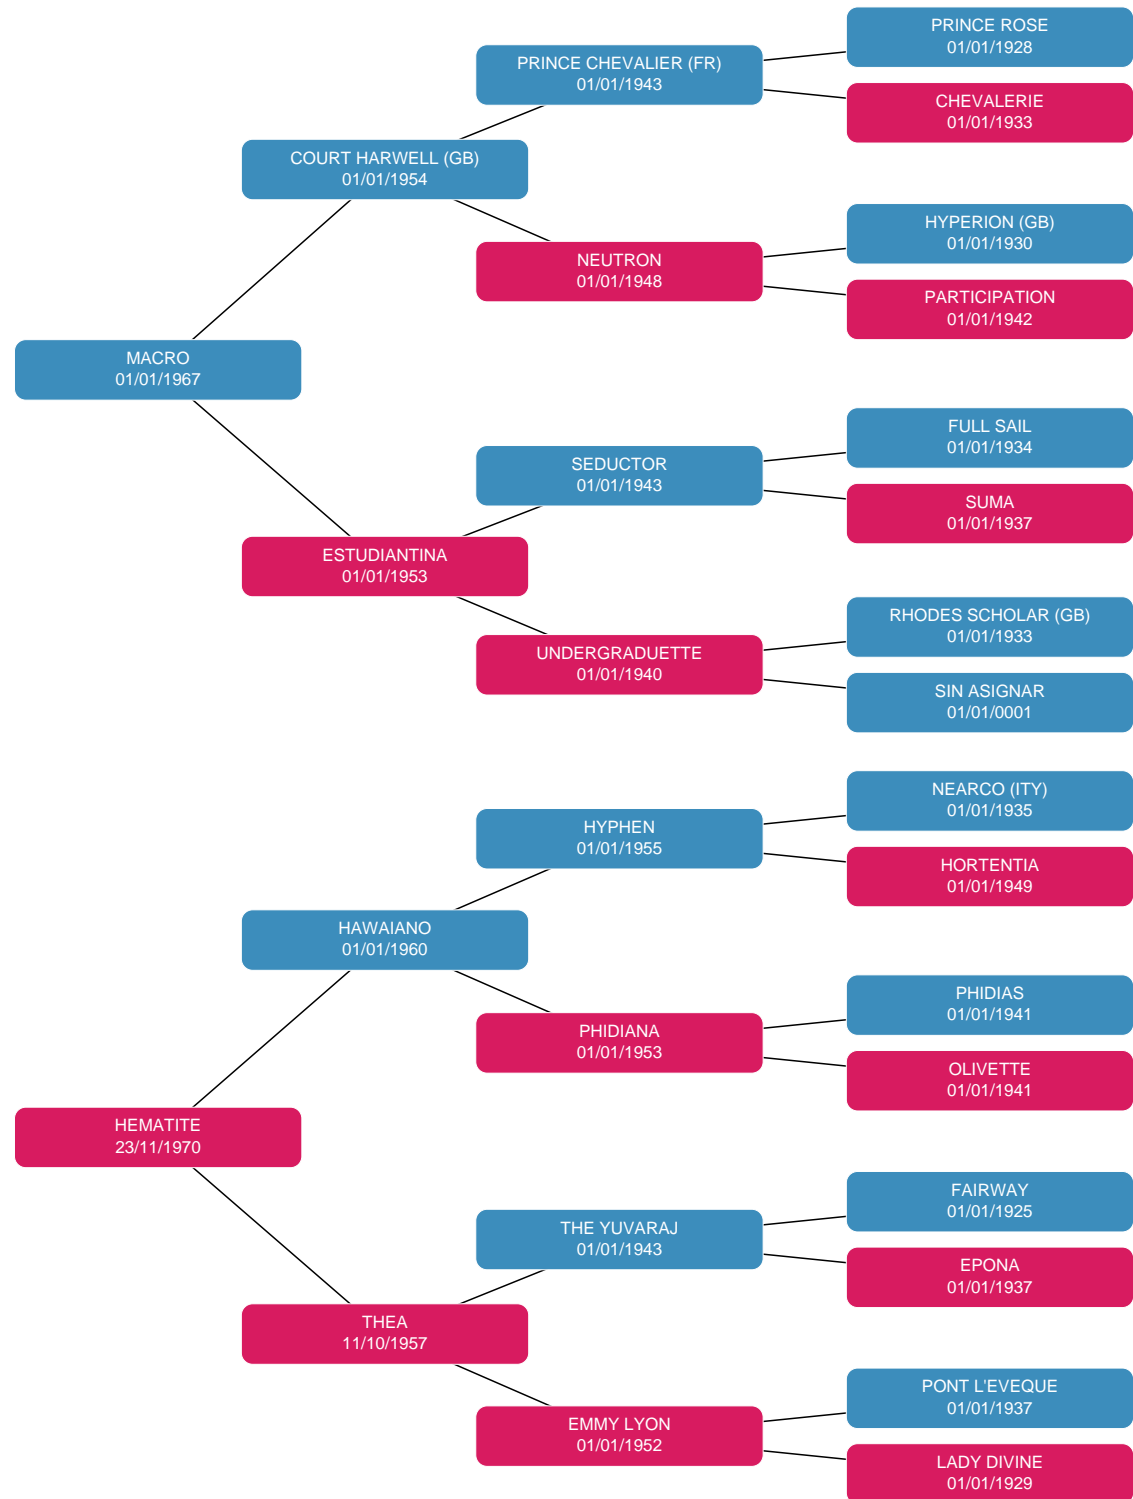 PRINCE ROSE
01/01/1928
PRINCE CHEVALIER (FR)
01/01/1943
CHEVALERIE
01/01/1933
COURT HARWELL (GB)
01/01/1954
HYPERION (GB)
01/01/1930
NEUTRON
01/01/1948
PARTICIPATION
01/01/1942
MACRO
01/01/1967
FULL SAIL
01/01/1934
SEDUCTOR
01/01/1943
SUMA
01/01/1937
ESTUDIANTINA
01/01/1953
RHODES SCHOLAR (GB)
01/01/1933
UNDERGRADUETTE
01/01/1940
SIN ASIGNAR
01/01/0001
NEARCO (ITY)
01/01/1935
HYPHEN
01/01/1955
HORTENTIA
01/01/1949
HAWAIANO
01/01/1960
PHIDIAS
01/01/1941
PHIDIANA
01/01/1953
OLIVETTE
01/01/1941
HEMATITE
23/11/1970
FAIRWAY
01/01/1925
THE YUVARAJ
01/01/1943
EPONA
01/01/1937
THEA
11/10/1957
PONT L'EVEQUE
01/01/1937
EMMY LYON
01/01/1952
LADY DIVINE
01/01/1929